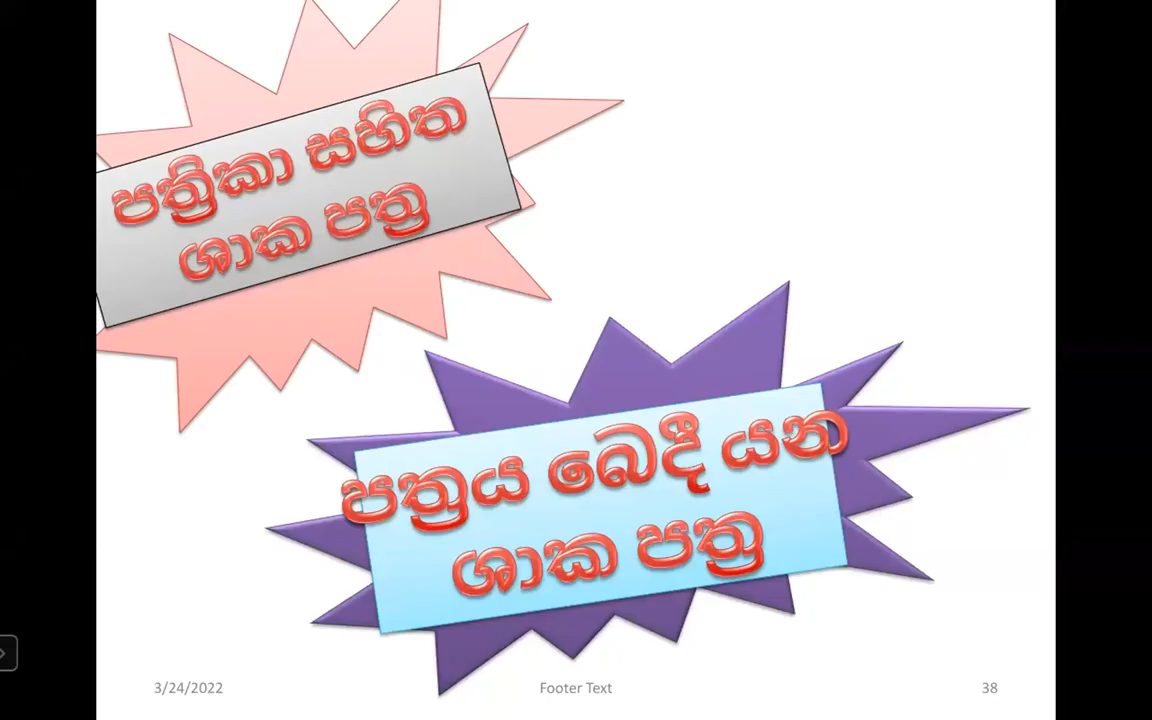 පත්‍රිකා සහිත
ශාක පත්‍ර
පත්‍රය බෙදී යන
ශාක පත්‍ර
3/24/2022
Footer Text
38